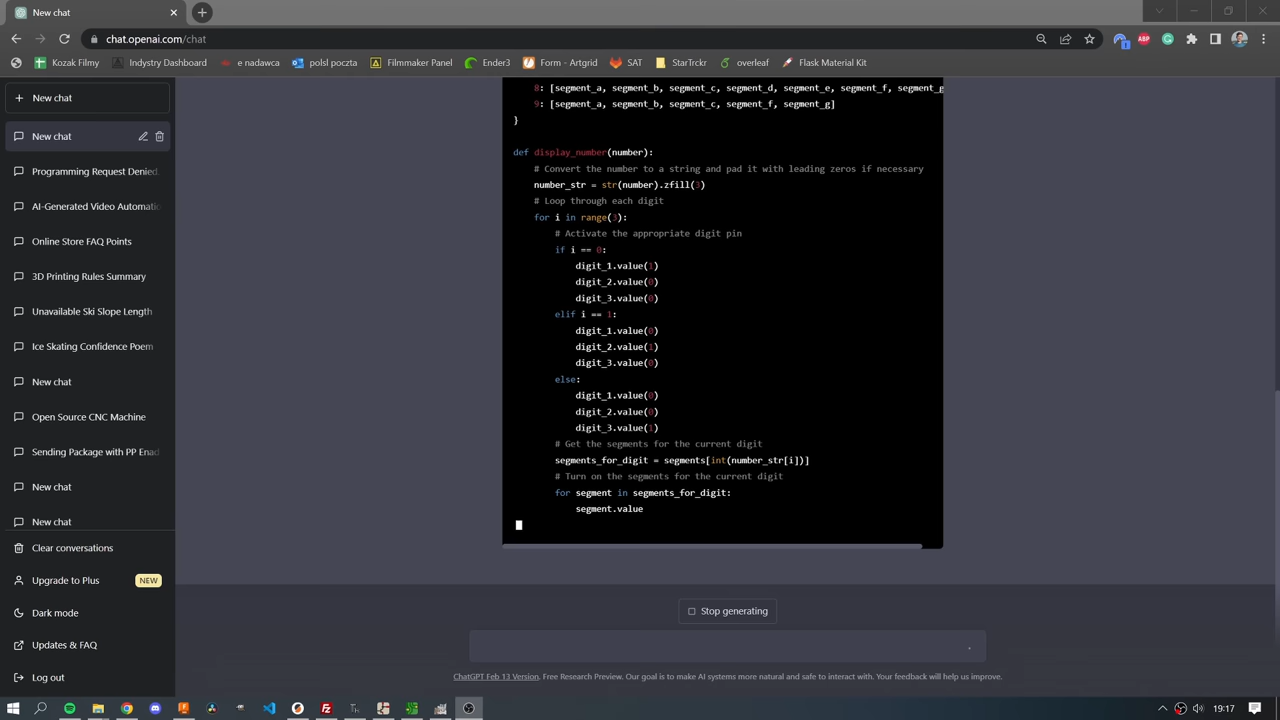 New chat
chat.openai.com/chat
Kozak Filmy
Indystry Dashboard
e nadawca
polsl poczta
Filmmaker Panel
Ender3
Form - Artgrid
SAT
StarTrckr
overleaf
Flask Material Kit
New chat
New chat
Programming Request Denied.
AI-Generated Video Automatio
Online Store FAQ Points
3D Printing Rules Summary
Unavailable Ski Slope Length
Ice Skating Confidence Poem
New chat
Open Source CNC Machine
Sending Package with PP Enad
New chat
New chat
Clear conversations
Upgrade to Plus NEW
Dark mode
Updates & FAQ
Log out
8: [segment_a, segment_b, segment_c, segment_d, segment_e, segment_f, segment_g
9: [segment_a, segment_b, segment_c, segment_f, segment_g]
}
def display_number(number):
# Convert the number to a string and pad it with leading zeros if necessary
number_str = str(number).zfill(3)
# Loop through each digit
for i in range(3):
# Activate the appropriate digit pin
if i == 0:
digit_1.value(1)
digit_2.value(0)
digit_3.value(0)
elif i == 1:
digit_1.value(0)
digit_2.value(1)
digit_3.value(0)
else:
digit_1.value(0)
digit_2.value(0)
digit_3.value(1)
# Get the segments for the current digit
segments_for_digit = segments[int(number_str[i])]
# Turn on the segments for the current digit
for segment in segments_for_digit:
segment.value
Stop generating
ChatGPT Feb 13 Version. Free Research Preview. Our goal is to make AI systems more natural and safe to interact with. Your feedback will help us improve.
19:17